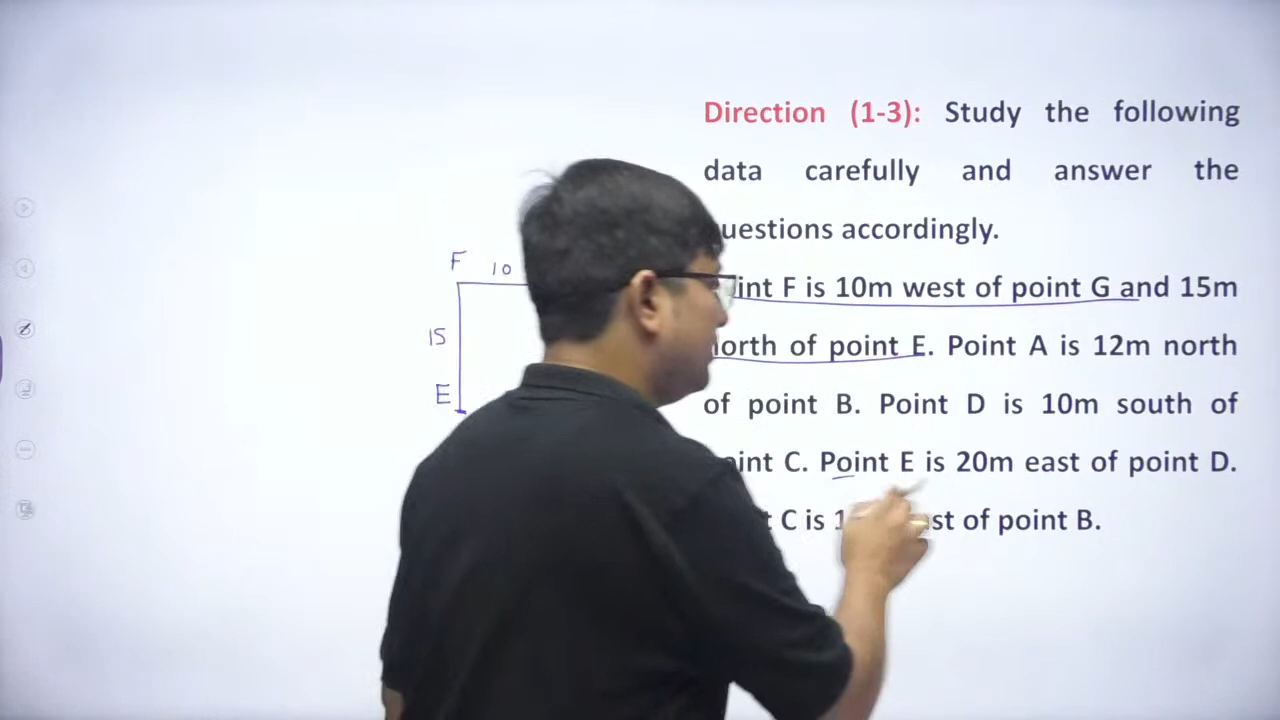 Direction (1-3): Study the following
data carefully and answer the
uestions accordingly.
F 10
int F is 10m west of point G and 15m
15
orth of point E. Point A is 12m north
E
of point B. Point D is 10m south of
int C. Point E is 20m east of point D.
C is 1 st of point B.